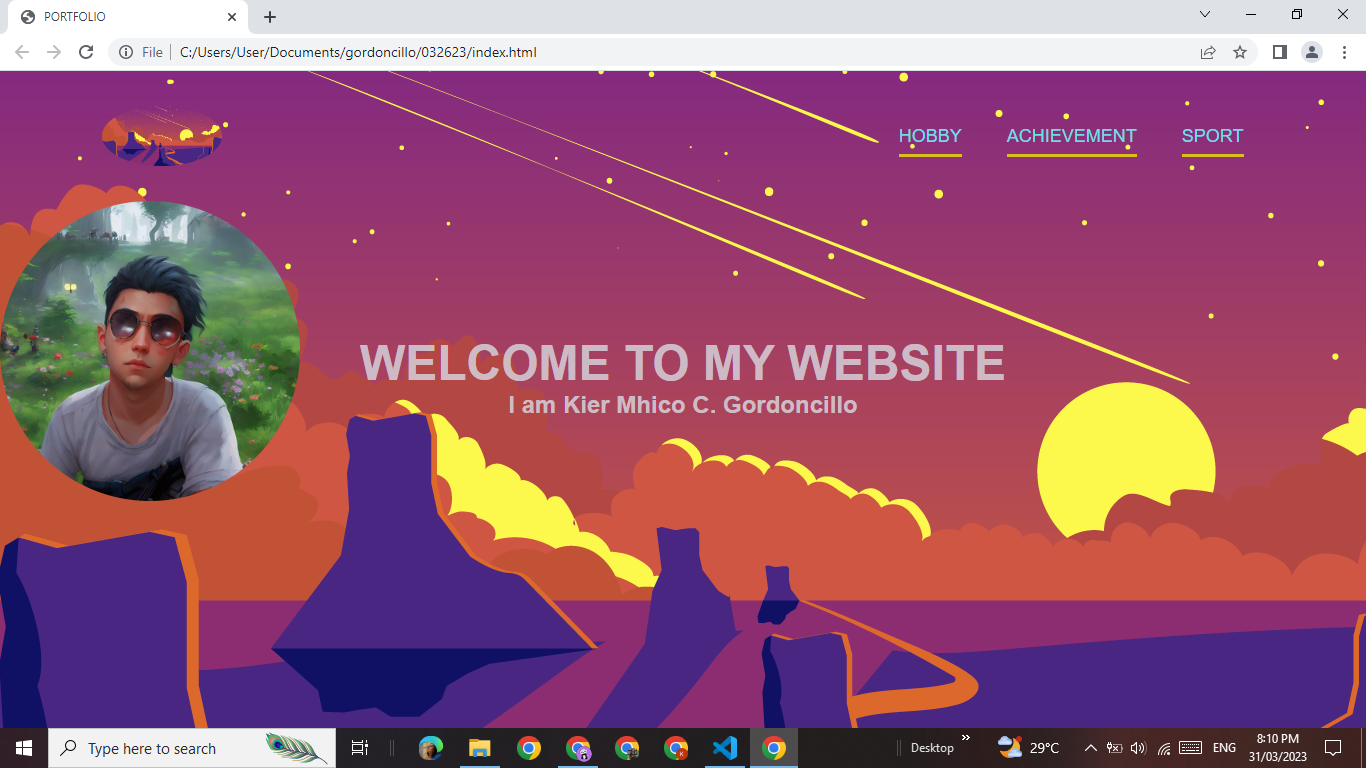 PORTFOLIO
File
C:/Users/User/Documents/gordoncillo/032623/index.html
HOBBY ACHIEVEMENT SPORT
WELCOME TO MY WEBSITE
I am Kier Mhico C. Gordoncillo
Type here to search
Desktop
29°C
ENG
8:10 PM
31/03/2023